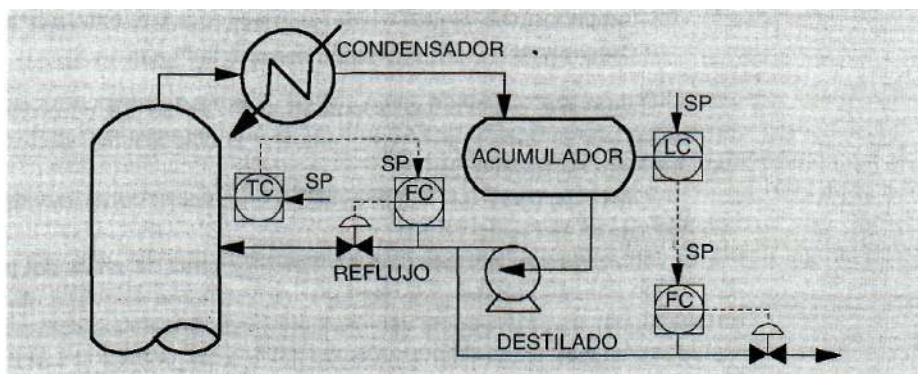 CONDENSADOR
SP
ACUMULADOR
LC
SP
TC
SP
FC
SP
REFLUJO
FC
DESTILADO